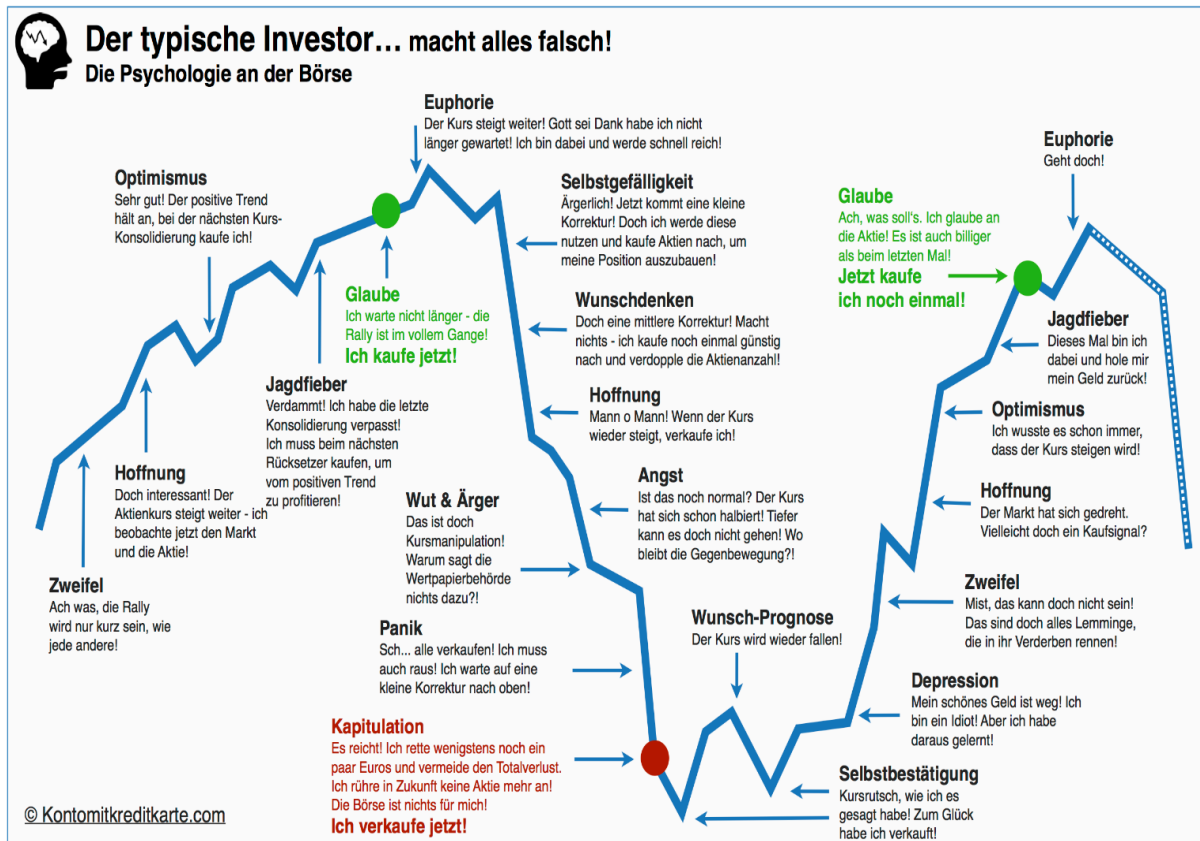 Der typische Investor... macht alles falsch!
Die Psychologie an der Börse
Euphorie
Der Kurs steigt weiter! Gott sei Dank habe ich nicht
länger gewartet! Ich bin dabei und werde schnell reich!
Optimismus
Sehr gut! Der positive Trend
hält an, bei der nächsten Kurs-
Konsolidierung kaufe ich!
Glaube
Ich warte nicht länger - die
Rally ist im vollem Gange!
Ich kaufe jetzt!
Jagdfieber
Verdammt! Ich habe die letzte
Konsolidierung verpasst!
Ich muss beim nächsten
Rücksetzer kaufen, um
vom positiven Trend
zu profitieren!
Hoffnung
Doch interessant! Der
Aktienkurs steigt weiter - ich
beobachte jetzt den Markt
und die Aktie!
Zweifel
Ach was, die Rally
wird nur kurz sein, wie
jede andere!
Selbstgefälligkeit
Ärgerlich! Jetzt kommt eine kleine
Korrektur! Doch ich werde diese
nutzen und kaufe Aktien nach, um
meine Position auszubauen!
Wunschdenken
Doch eine mittlere Korrektur! Macht
nichts - ich kaufe noch einmal günstig
nach und verdopple die Aktienanzahl!
Hoffnung
Mann o Mann! Wenn der Kurs
wieder steigt, verkaufe ich!
Angst
Ist das noch normal? Der Kurs
hat sich schon halbiert! Tiefer
kann es doch nicht gehen! Wo
bleibt die Gegenbewegung?!
Wut & Ärger
Das ist doch
Kursmanipulation!
Warum sagt die
Wertpapierbehörde
nichts dazu?!
Panik
Sch... alle verkaufen! Ich muss
auch raus! Ich warte auf eine
kleine Korrektur nach oben!
Kapitulation
Es reicht! Ich rette wenigstens noch ein
paar Euros und vermeide den Totalverlust.
Ich rühre in Zukunft keine Aktie mehr an!
Die Börse ist nichts für mich!
Ich verkaufe jetzt!
Wunsch-Prognose
Der Kurs wird wieder fallen!
Selbstbestätigung
Kursrutsch, wie ich es
gesagt habe! Zum Glück
habe ich verkauft!
Depression
Mein schönes Geld ist weg! Ich
bin ein Idiot! Aber ich habe
daraus gelernt!
Zweifel
Mist, das kann doch nicht sein!
Das sind doch alles Lemminge,
die in ihr Verderben rennen!
Hoffnung
Der Markt hat sich gedreht.
Vielleicht doch ein Kaufsignal?
Optimismus
Ich wusste es schon immer,
dass der Kurs steigen wird!
Jagdfieber
Dieses Mal bin ich
dabei und hole mir
mein Geld zurück!
Glaube
Ach, was soll's. Ich glaube an
die Aktie! Es ist auch billiger
als beim letzten Mal!
Jetzt kaufe
ich noch einmal!
Euphorie
Geht doch!
© Kontomitkreditkarte.com